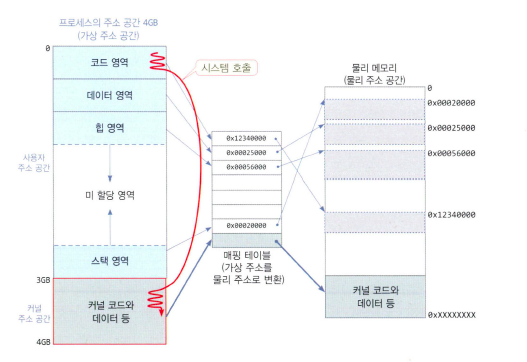 프로세스의 주소 공간 4GB
(가상 주소 공간)
0
코드 영역
데이터 영역
힙 영역
사용자
주소 공간
미 할당 영역
스택 영역
3GB
커널
주소 공간
커널 코드와
데이터 등
4GB
시스템 호출
0x12340000
0x00025000
0x00056000
0x00020000
매핑 테이블
(가상 주소를
물리 주소로 변환)
물리 메모리
(물리 주소 공간)
0
0x00020000
0x00025000
0x00056000
0x12340000
커널 코드와
데이터 등
0xXXXXXXXX